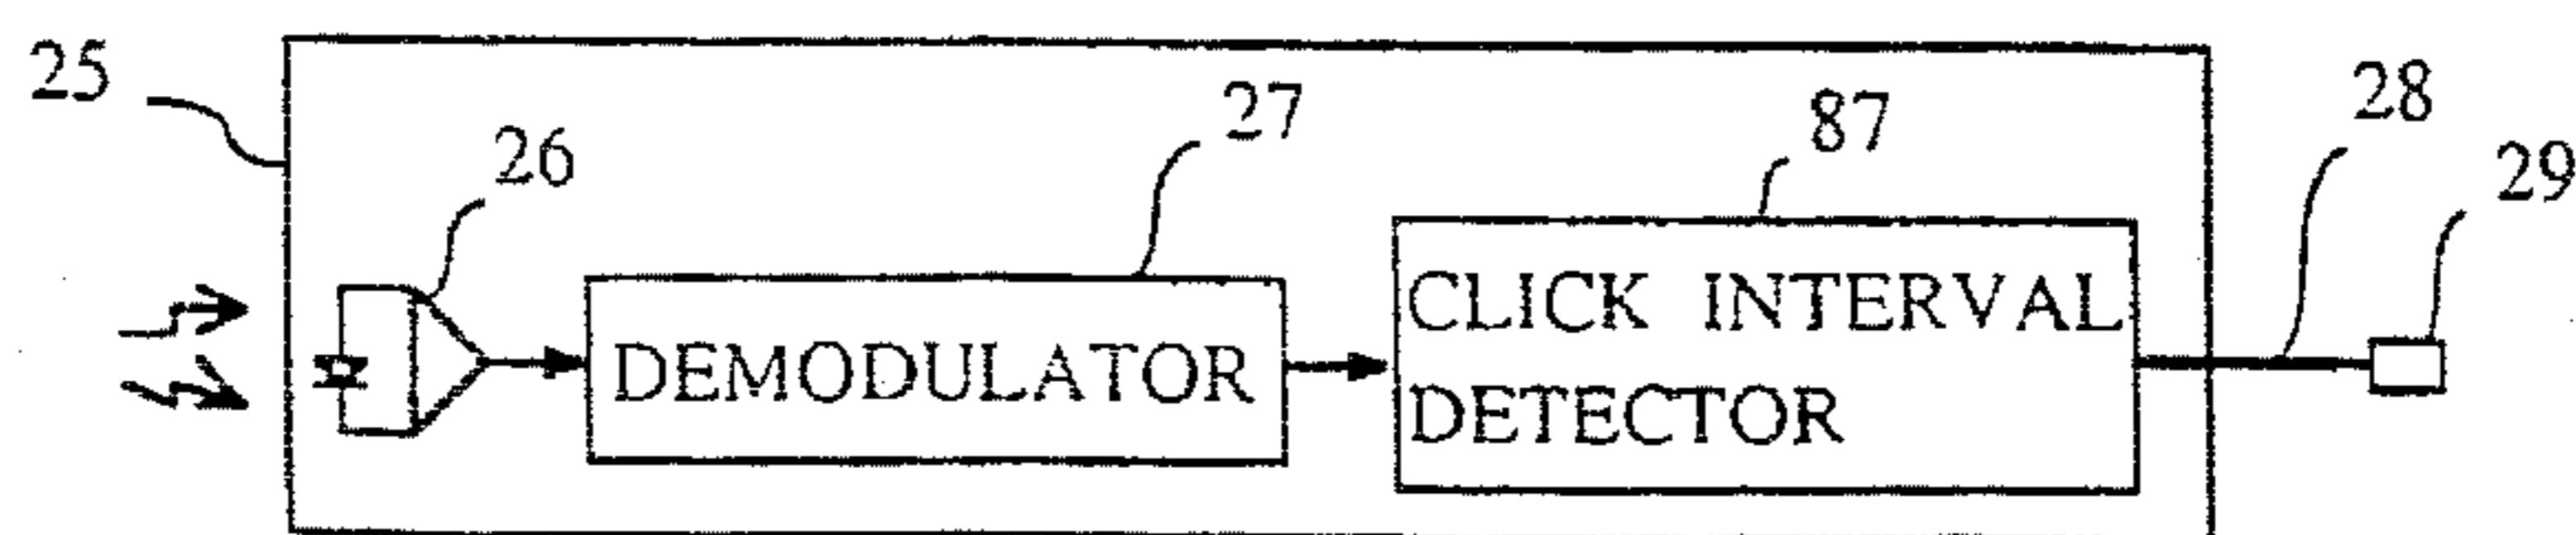 25
26
27
87
28
29
DEMODULATOR
CLICK INTERVAL
DETECTOR